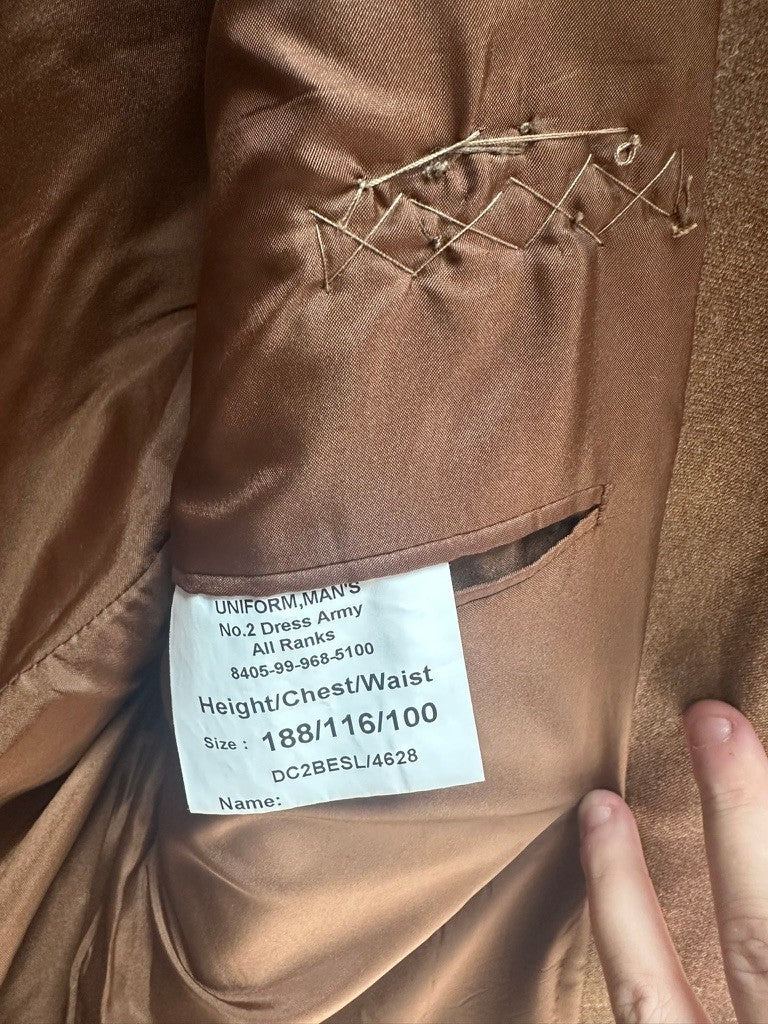 UNIFORM,MAN'S
No.2 Dress Army
All Ranks
8405-99-968-5100
Height/Chest/Waist
Size : 188/116/100
DC2BESL/4628
Name: